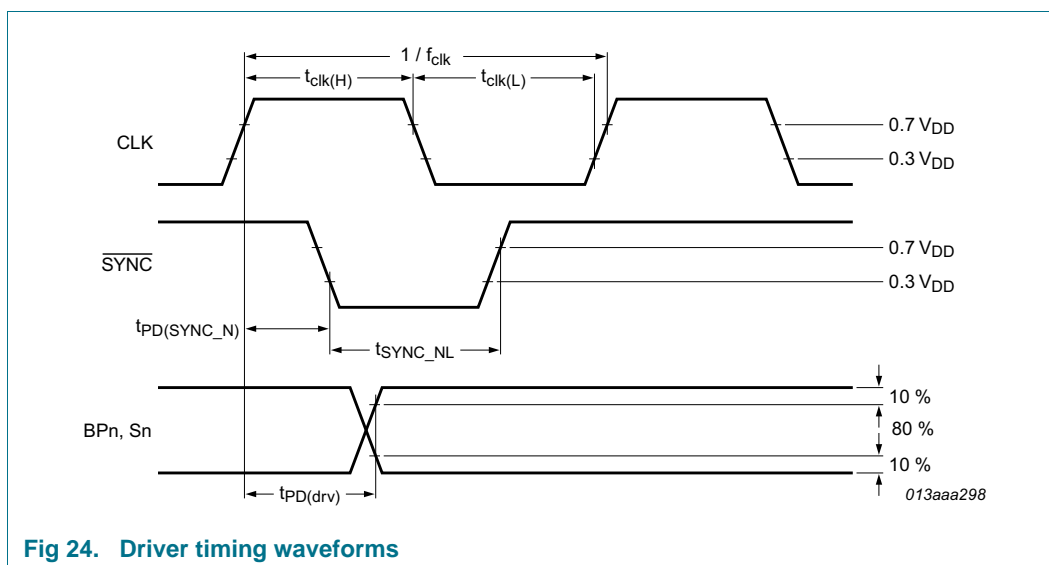 1 / fclk
tclk(H)
tclk(L)
CLK
0.7 VDD
0.3 VDD
SYNC
0.7 VDD
0.3 VDD
tPD(SYNC_N)
tSYNC_NL
10 %
BPn, Sn
80 %
10 %
tPD(drv)
013aaa298
Fig 24. Driver timing waveforms